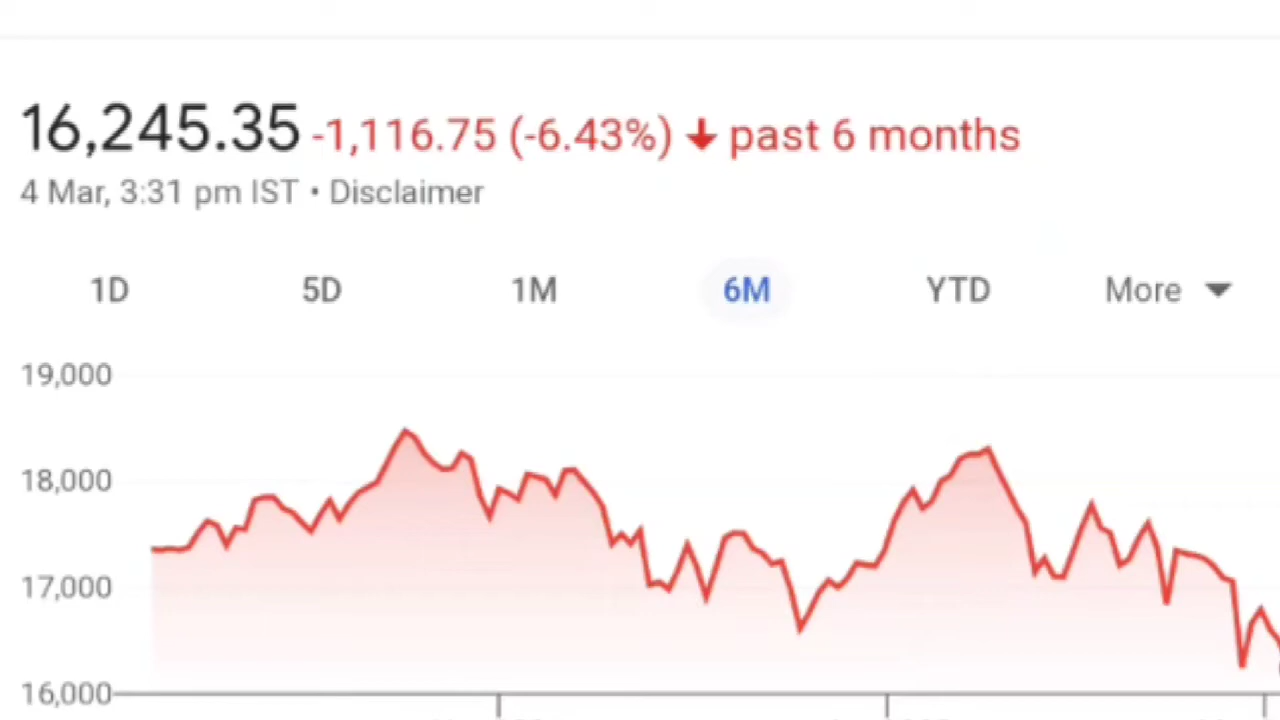 16,245.35 -1,116.75 (-6.43%) ↓ past 6 months
4 Mar, 3:31 pm IST • Disclaimer
1D 5D 1M 6M YTD More
19,000
18,000
17,000
16,000